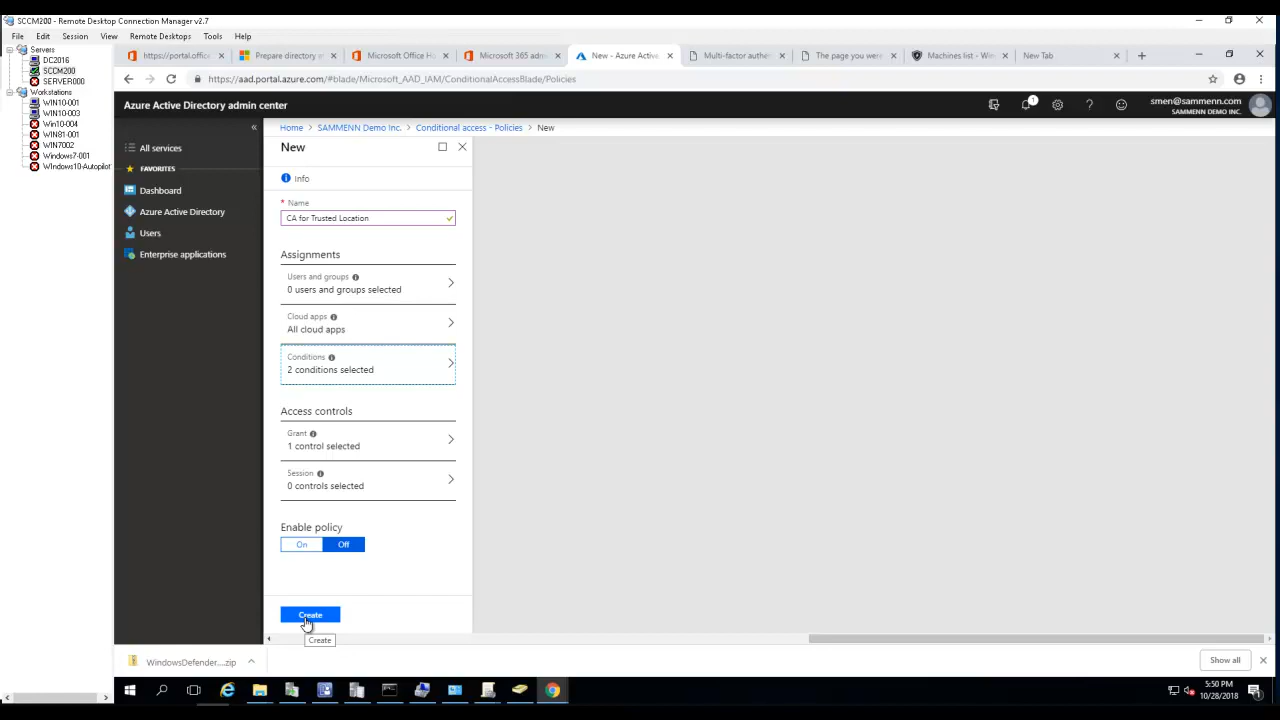 SCCM200 - Remote Desktop Connection Manager v2.7
File Edit Session View Remote Desktops Tools Help
Servers
DC2016
SCCM200
SERVER000
Workstations
WIN10-001
WIN10-003
Win10-004
WIN81-001
WIN7002
Windows7-001
WIndows10-Autopilot
https://portal.office
Prepare directory w
Microsoft Office Ho
Microsoft 365 adm
New - Azure Active
Multi-factor authe
The page you were
Machines list - Win
New Tab
https://aad.portal.azure.com/#blade/Microsoft_AAD_IAM/ConditionalAccessBlade/Policies
Azure Active Directory admin center
1
smen@sammenn.com
SAMMENN DEMO INC.
All services
FAVORITES
Dashboard
Azure Active Directory
Users
Enterprise applications
Home > SAMMENN Demo Inc. > Conditional access - Policies > New
New
Info
* Name
CA for Trusted Location
Assignments
Users and groups
0 users and groups selected
Cloud apps
All cloud apps
Conditions
2 conditions selected
Access controls
Grant
1 control selected
Session
0 controls selected
Enable policy
On Off
Create
Create
WindowsDefender....zip
Show all
5:50 PM
10/28/2018
1